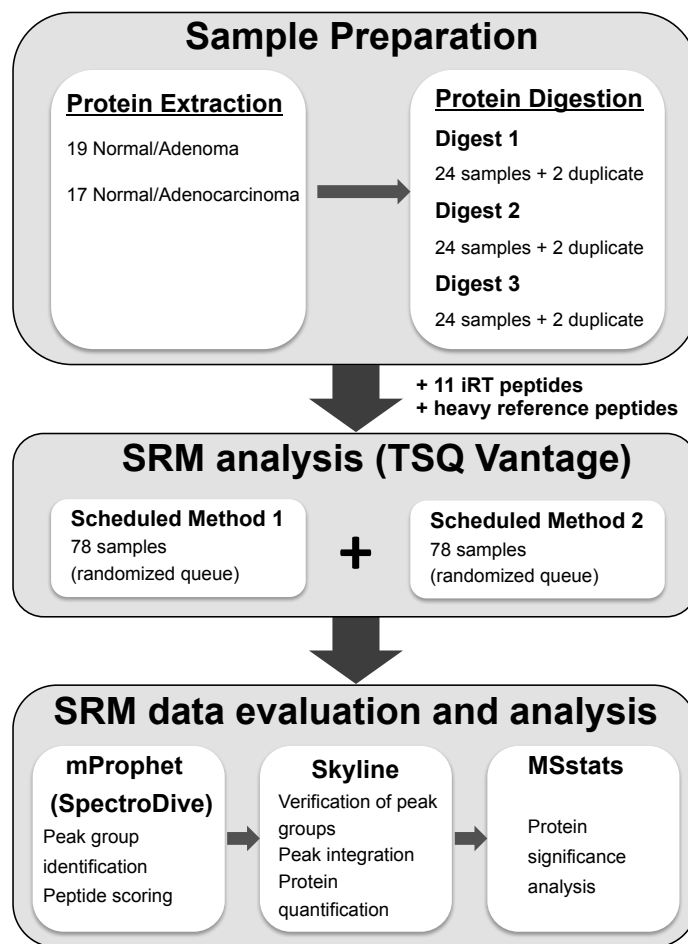 Sample Preparation
Protein Extraction
19 Normal/Adenoma
17 Normal/Adenocarcinoma
Protein Digestion
Digest 1
24 samples + 2 duplicate
Digest 2
24 samples + 2 duplicate
Digest 3
24 samples + 2 duplicate
+ 11 iRT peptides
+ heavy reference peptides
SRM analysis (TSQ Vantage)
Scheduled Method 1
78 samples
(randomized queue)
+
Scheduled Method 2
78 samples
(randomized queue)
SRM data evaluation and analysis
mProphet
(SpectroDive)
Peak group
identification
Peptide scoring
Skyline
Verification of peak
groups
Peak integration
Protein
quantification
MSstats
Protein
significance
analysis